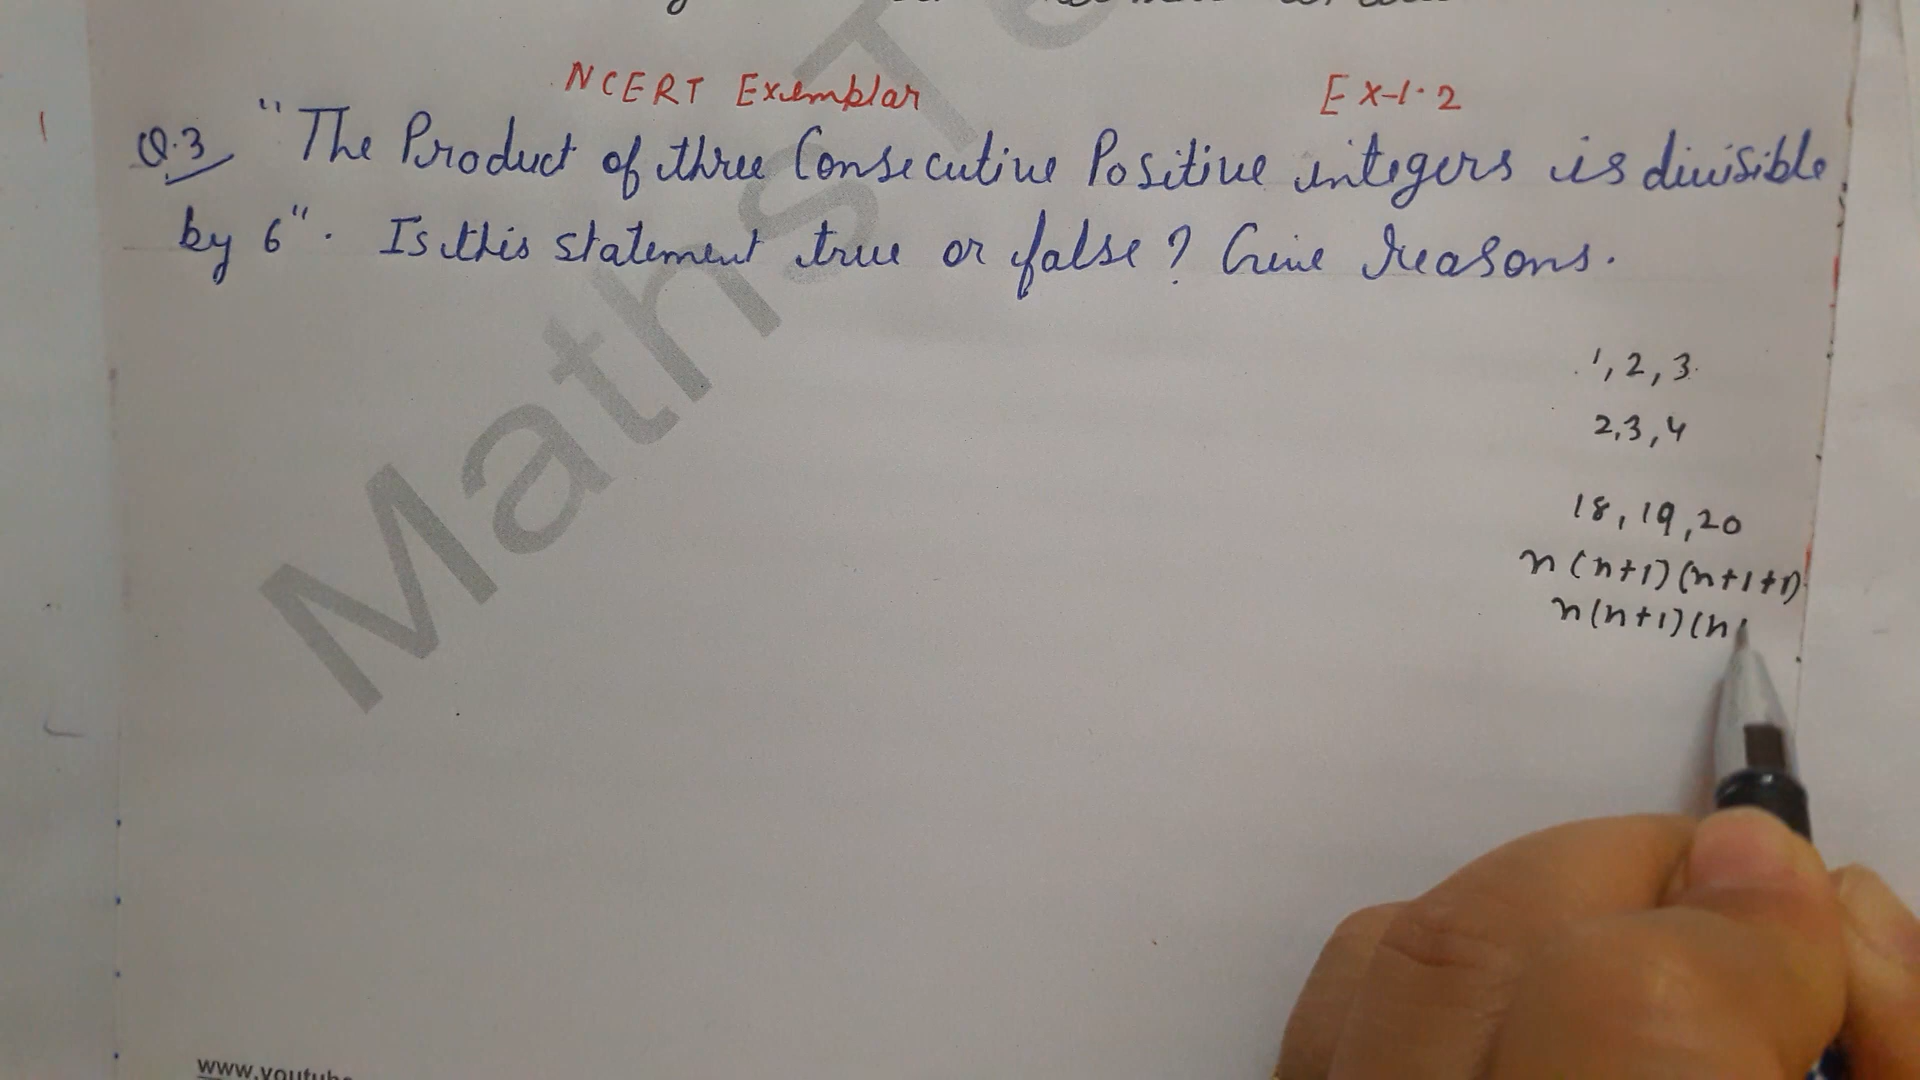 NCERT Exemplar Ex-1.2
Q.3 "The Product of three Consecutive Positive integers is divisible
by 6". Is this statement true or false? Give Reasons.
1, 2, 3
2, 3, 4
18, 19, 20
n(n+1)(n+1+1)
n(n+1)(n
Maths
www.youtube